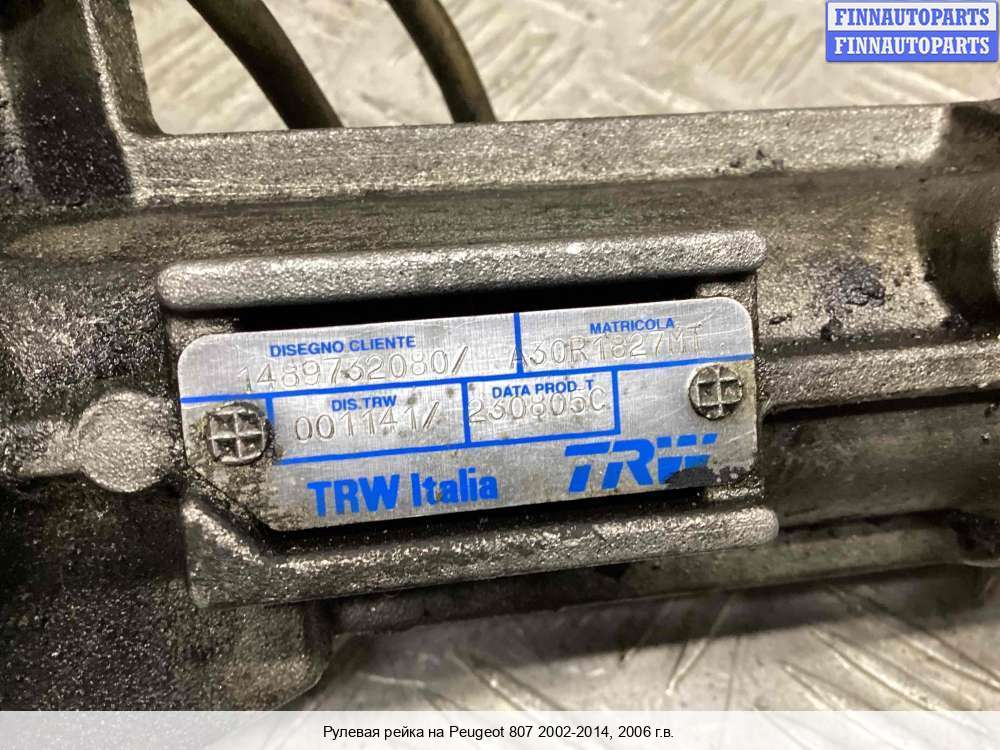 FINNAUTOPARTS
FINNAUTOPARTS
DISEGNO CLIENTE
MATRICOLA
1489732080/ A30R1827MT
DIS.TRW
DATA PROD. T
001141/ 230805C
TRW Italia
TRW
Рулевая рейка на Peugeot 807 2002-2014, 2006 г.в.